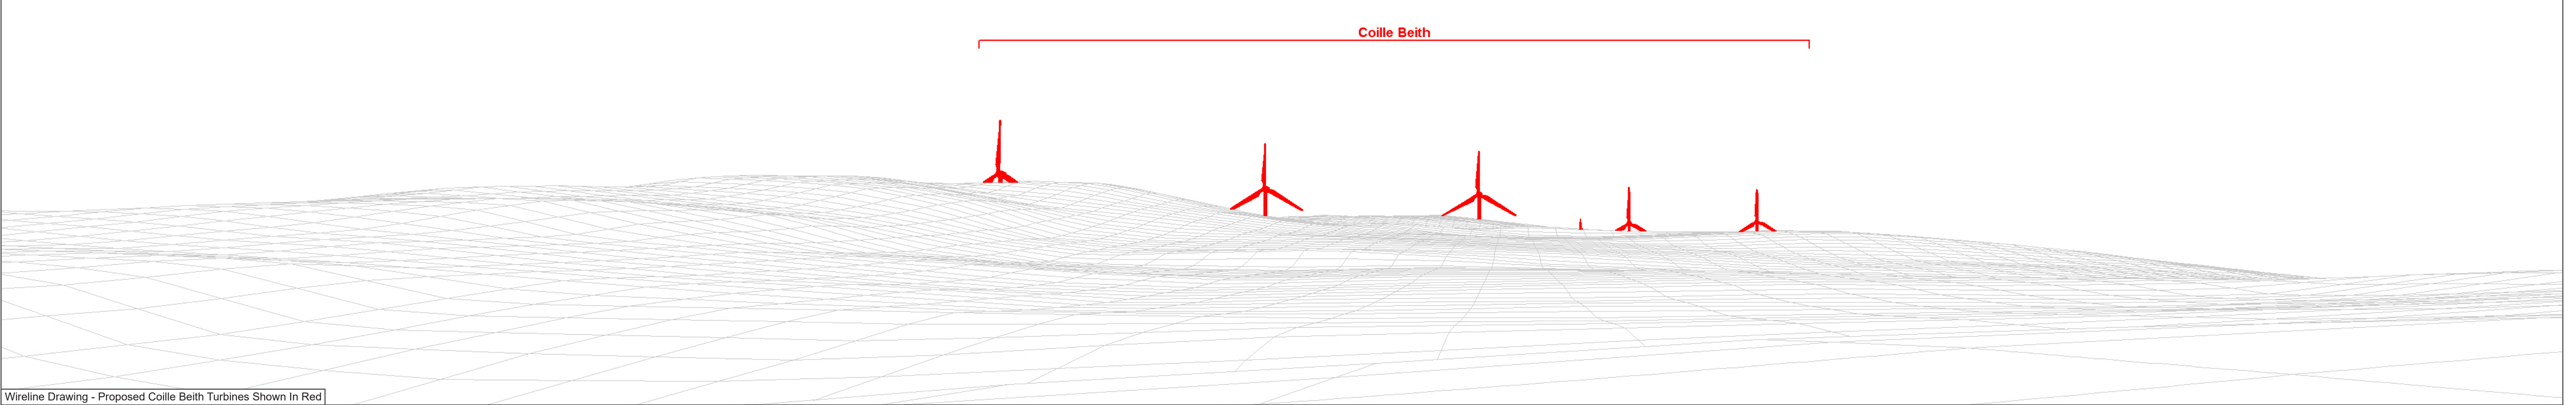 Coille Beith
Wireline Drawing - Proposed Coille Beith Turbines Shown In Red